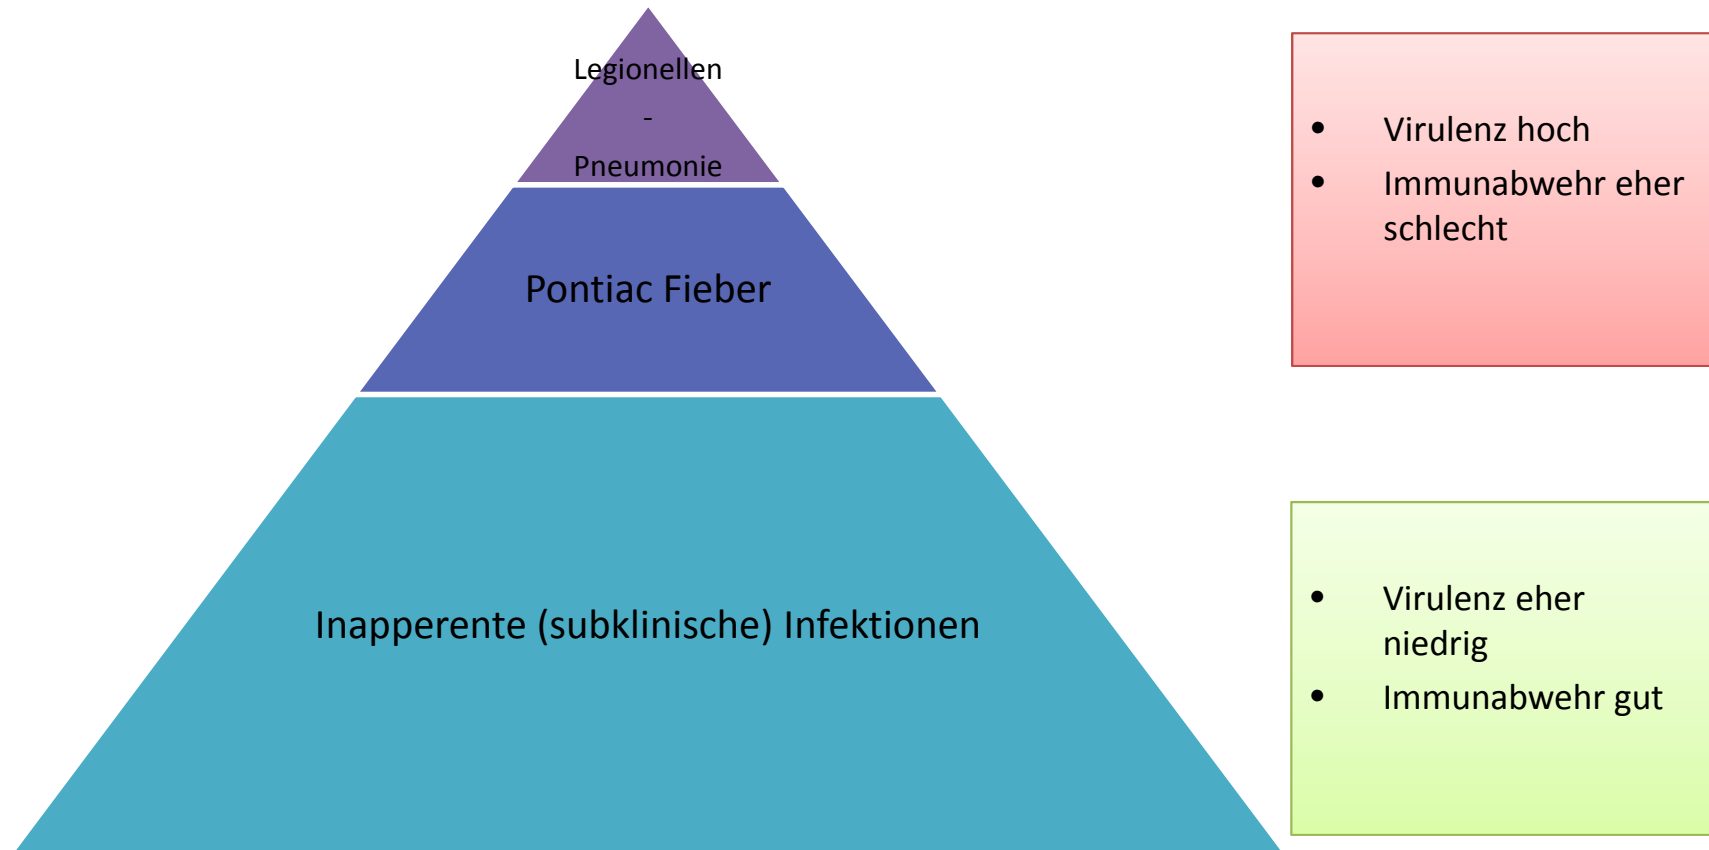 Legionellen
-
Pneumonie
Pontiac Fieber
Inapperente (subklinische) Infektionen
• Virulenz hoch
• Immunabwehr eher
schlecht
• Virulenz eher
niedrig
• Immunabwehr gut